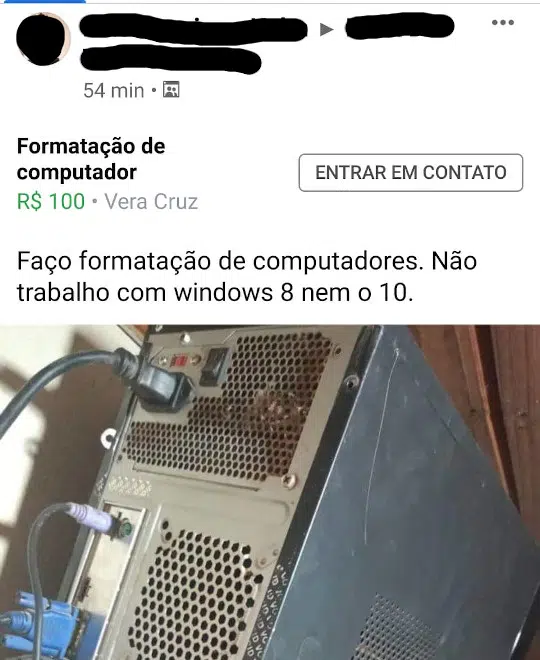 54 min •
Formatação de
computador
ENTRAR EM CONTATO
R$ 100 • Vera Cruz
Faço formatação de computadores. Não
trabalho com windows 8 nem o 10.